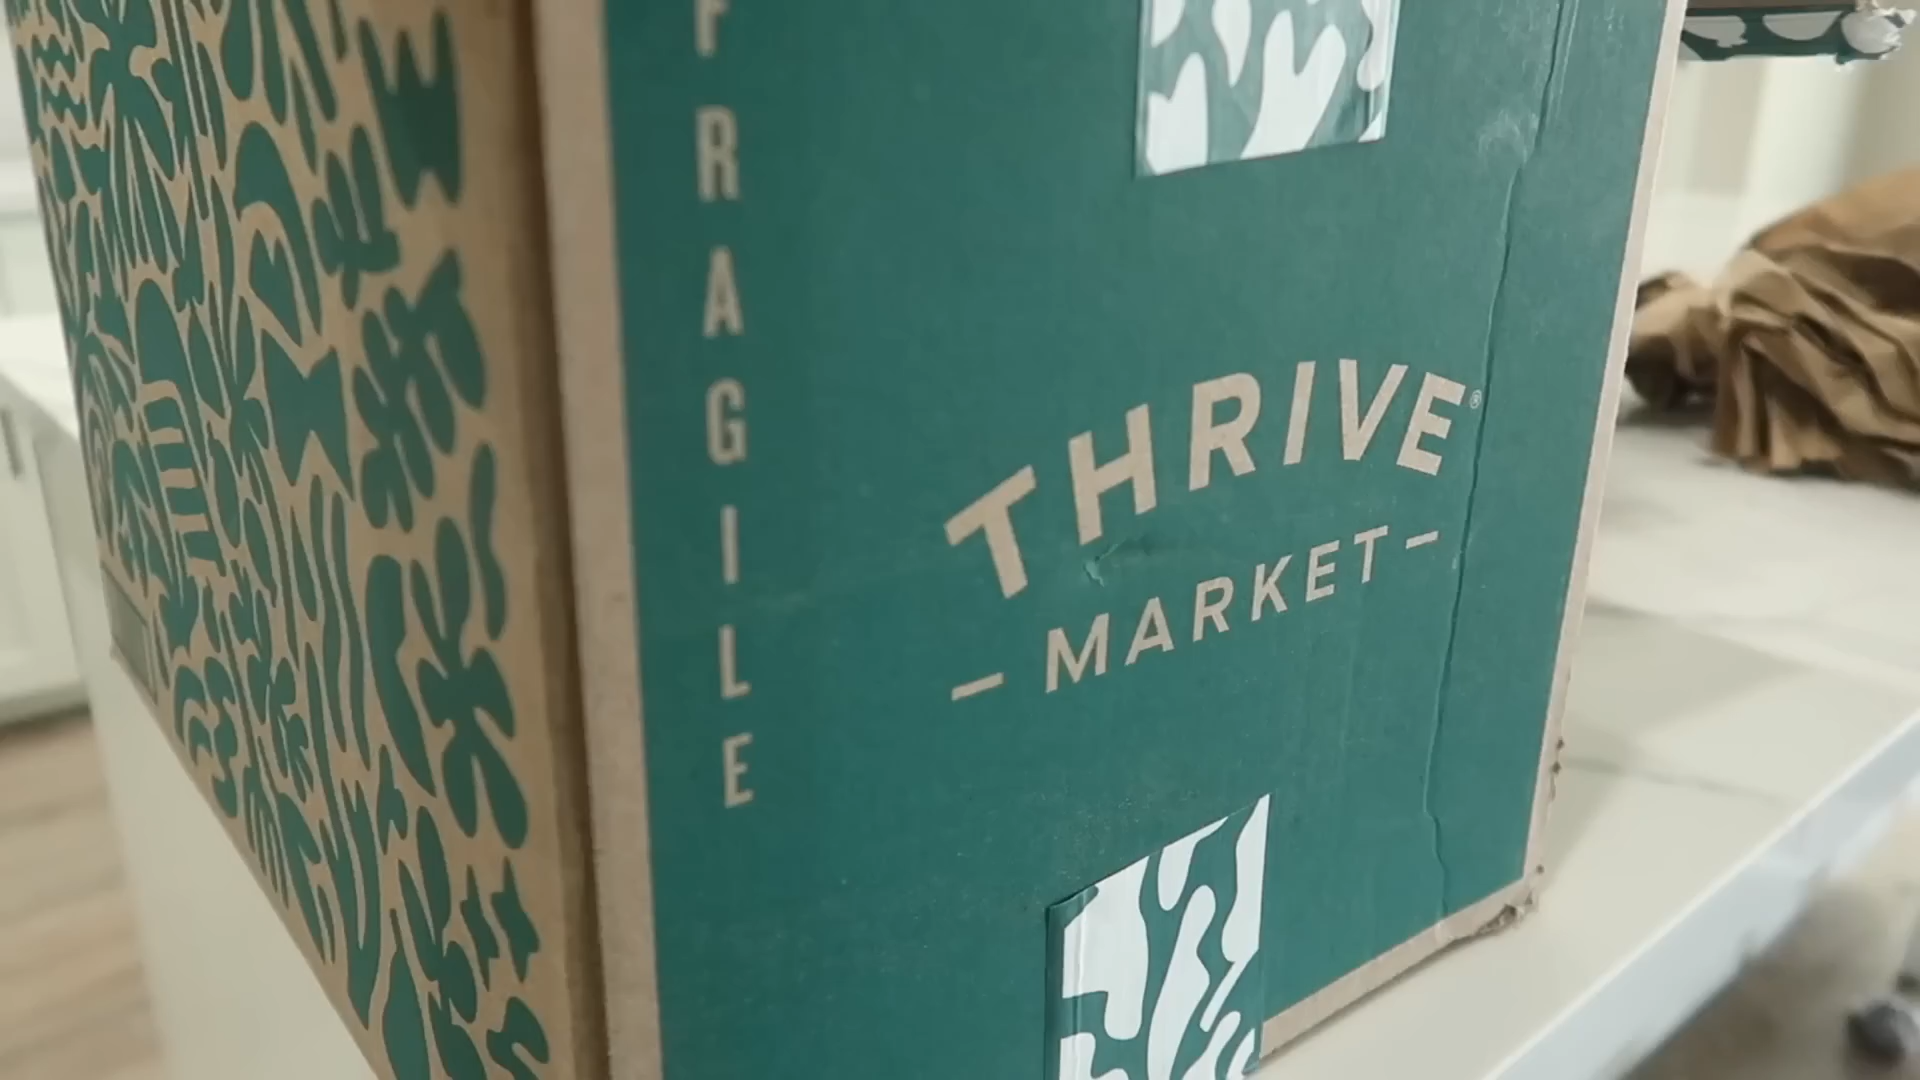 FRAGILE
THRIVE®
— MARKET —